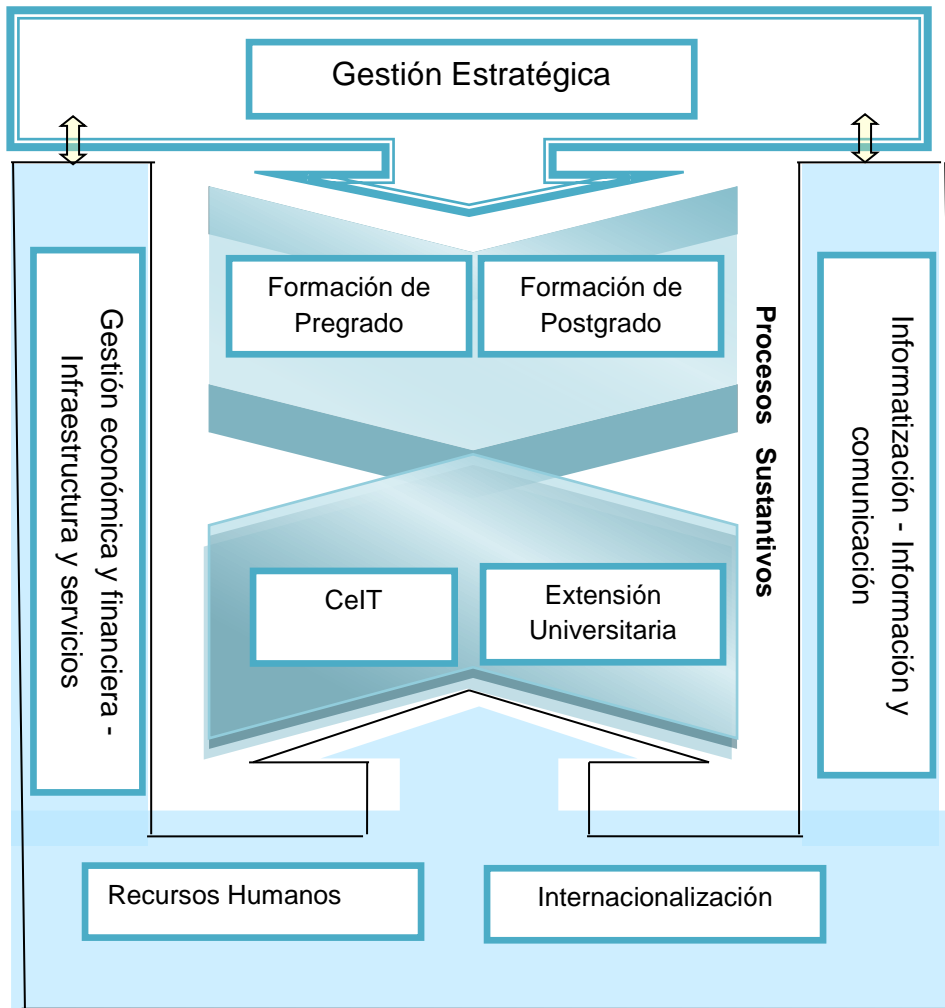 Gestión Estratégica
Formación de
Pregrado
Formación de
Postgrado
Gestión económica y financiera -
Infraestructura y servicios
Procesos Sustantivos
Informatización - Información y
comunicación
CeIT
Extensión
Universitaria
Recursos Humanos
Internacionalización